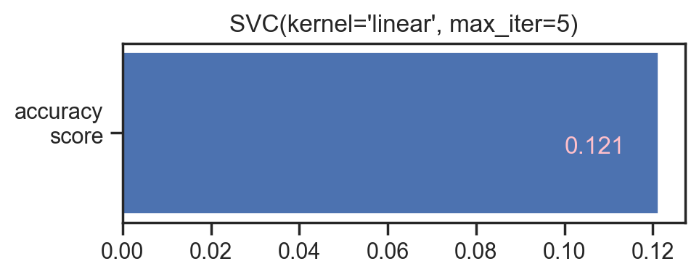 SVC(kernel='linear', max_iter=5)
accuracy
score
0.121
0.00 0.02 0.04 0.06 0.08 0.10 0.12